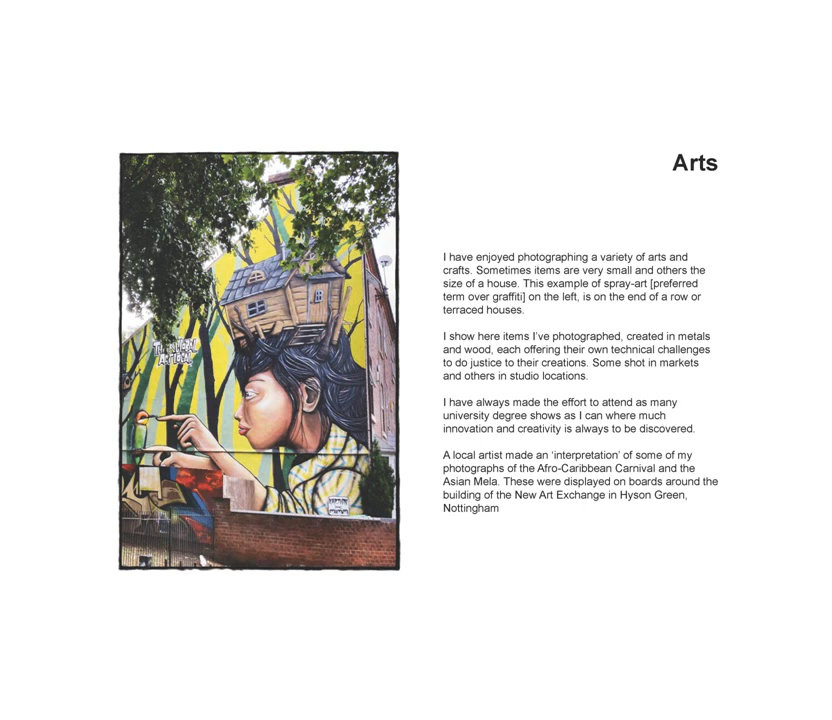 Arts
I have enjoyed photographing a variety of arts and
crafts. Sometimes items are very small and others the
size of a house. This example of spray-art [preferred
term over graffiti] on the left, is on the end of a row or
terraced houses.
I show here items I've photographed, created in metals
and wood, each offering their own technical challenges
to do justice to their creations. Some shot in markets
and others in studio locations.
I have always made the effort to attend as many
university degree shows as I can where much
innovation and creativity is always to be discovered.
A local artist made an ‘interpretation’ of some of my
photographs of the Afro-Caribbean Carnival and the
Asian Mela. These were displayed on boards around the
building of the New Art Exchange in Hyson Green,
Nottingham